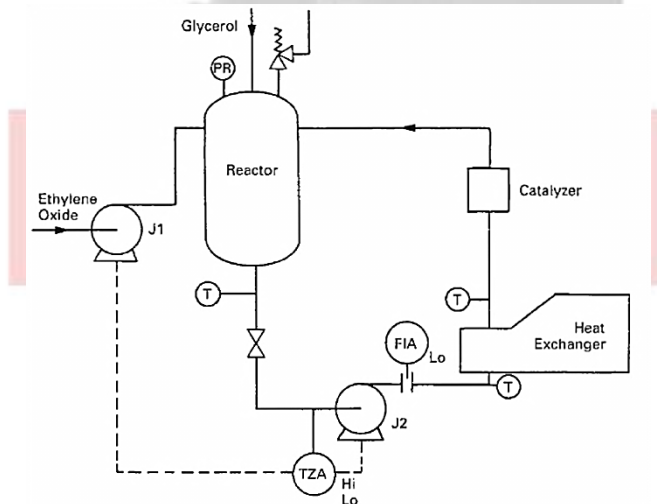 Glycerol
PR
Reactor
Ethylene
Oxide
J1
Catalyzer
T
T
Heat
Exchanger
FIA
Lo
T
J2
TZA
Hi
Lo